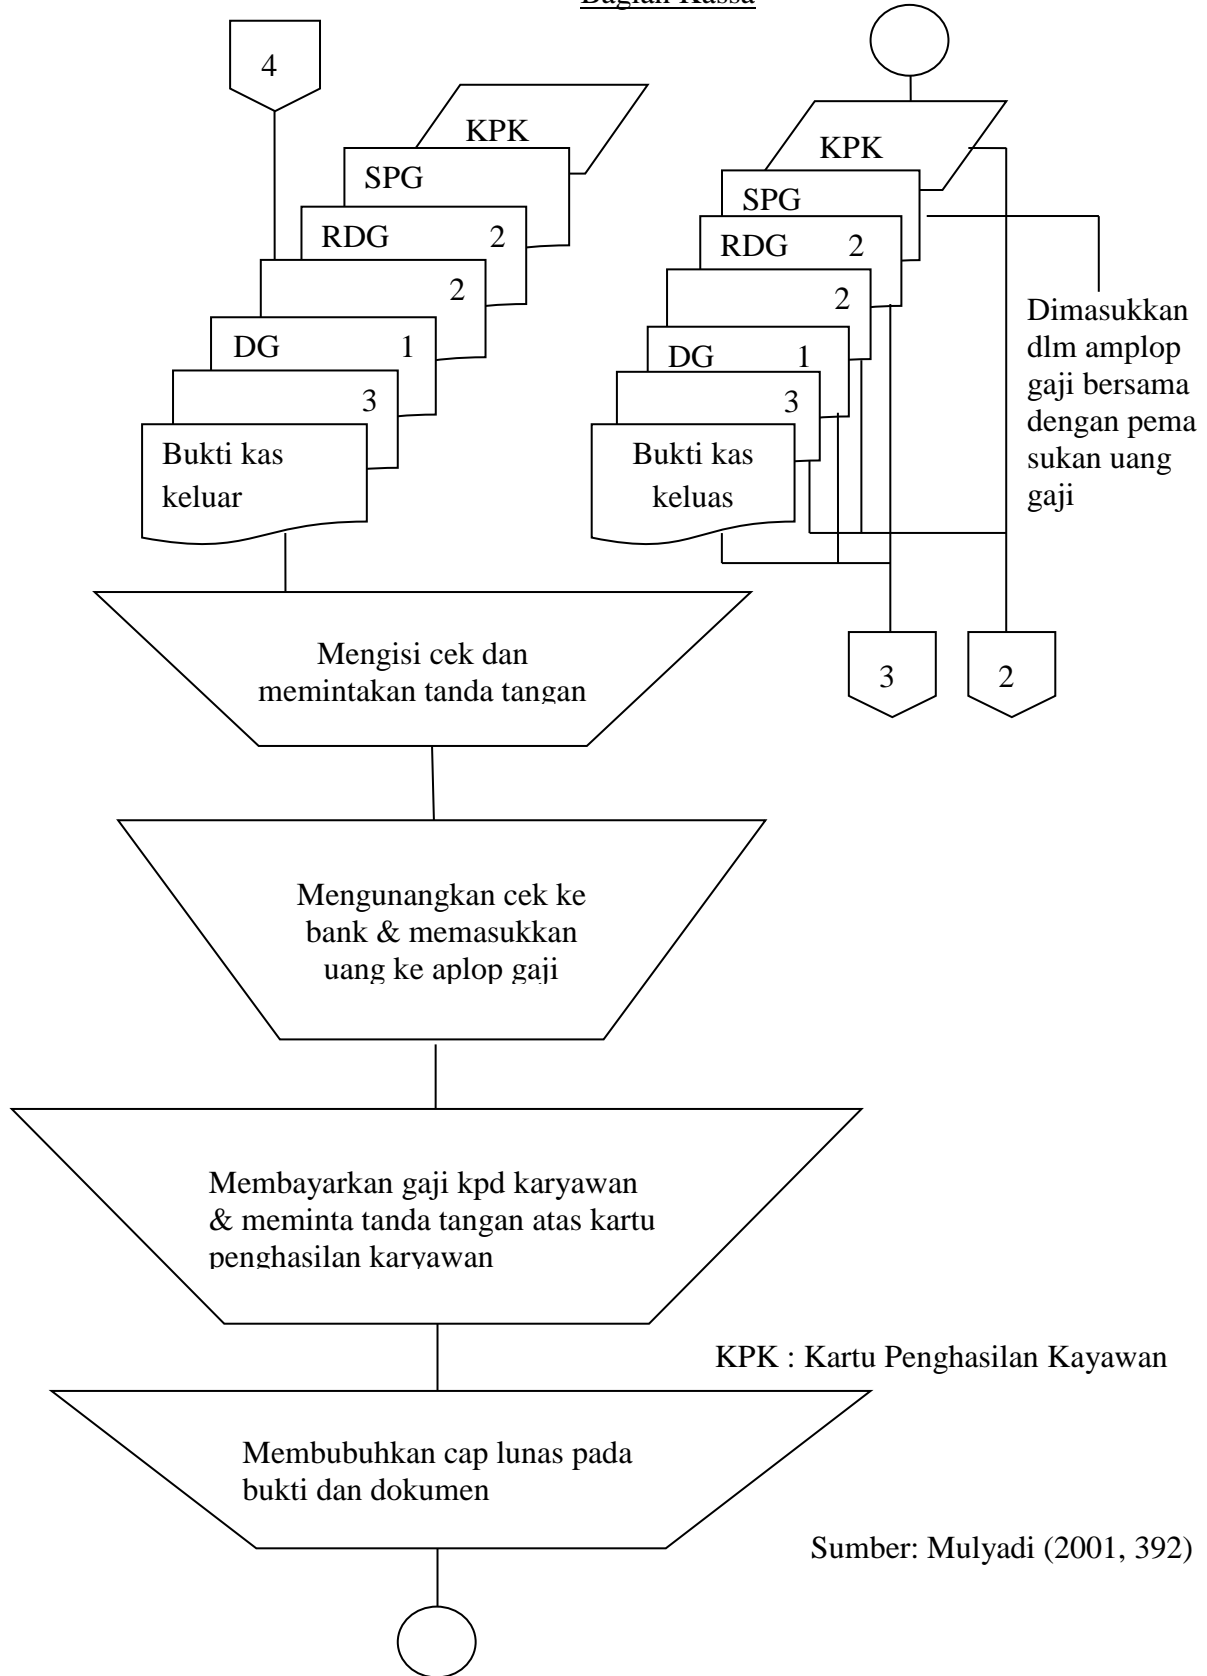 Bagian Kassa
4
KPK
SPG
RDG 2
2
DG 1
3
Bukti kas
keluar
KPK
SPG
RDG 2
2
DG 1
3
Bukti kas
keluas
Dimasukkan
dlm amplop
gaji bersama
dengan pema
sukan uang
gaji
3
2
Mengisi cek dan
memintakan tanda tangan
Mengunangkan cek ke
bank & memasukkan
uang ke aplop gaji
Membayarkan gaji kpd karyawan
& meminta tanda tangan atas kartu
penghasilan karyawan
KPK : Kartu Penghasilan Kayawan
Membubuhkan cap lunas pada
bukti dan dokumen
Sumber: Mulyadi (2001, 392)